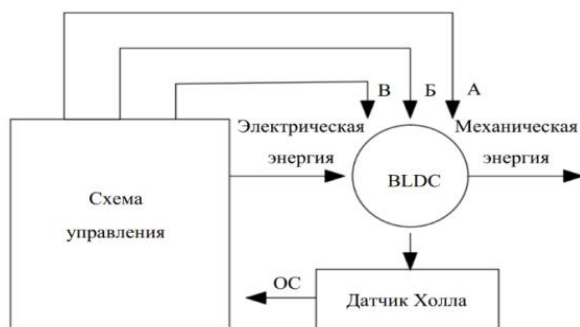 В Б А
Электрическая
энергия
Механическая
энергия
BLDC
Схема
управления
ОС
Датчик Холла